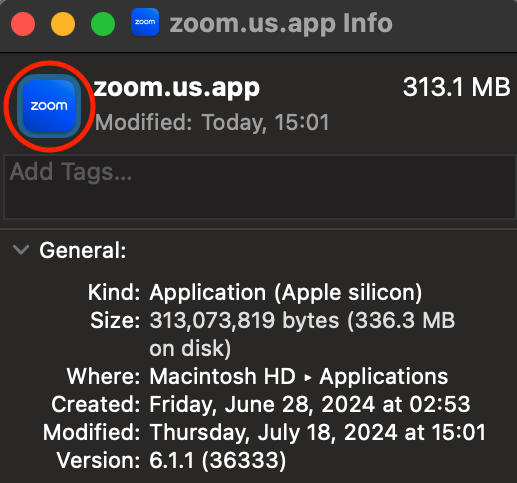 zoom
zoom.us.app Info
zoom
zoom.us.app
313.1 MB
Modified: Today, 15:01
Add Tags...
General:
Kind: Application (Apple silicon)
Size: 313,073,819 bytes (336.3 MB
on disk)
Where: Macintosh HD ▸ Applications
Created: Friday, June 28, 2024 at 02:53
Modified: Thursday, July 18, 2024 at 15:01
Version: 6.1.1 (36333)